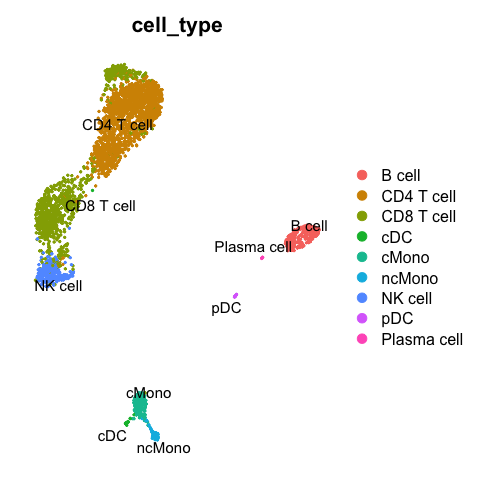 cell_type
CD4 T cell
CD8 T cell
B cell
Plasma cell
NK cell
pDC
cMono
cDC
ncMono
B cell
CD4 T cell
CD8 T cell
cDC
cMono
ncMono
NK cell
pDC
Plasma cell